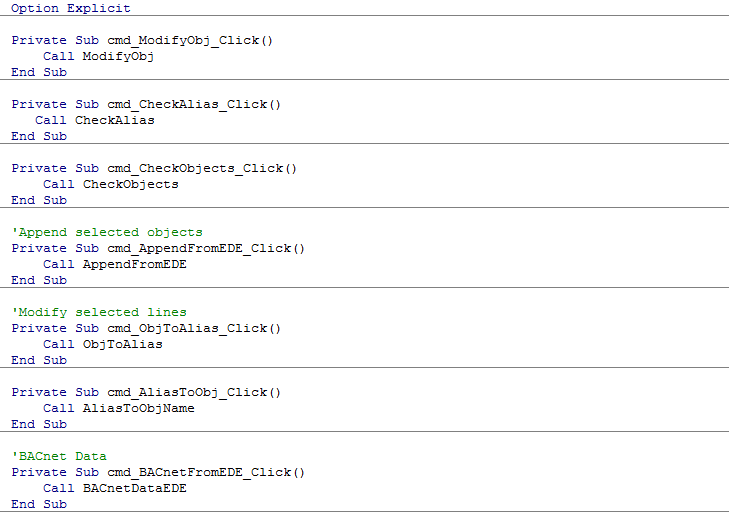 Option Explicit
Private Sub cmd_ModifyObj_Click()
    Call ModifyObj
End Sub
Private Sub cmd_CheckAlias_Click()
   Call CheckAlias
End Sub
Private Sub cmd_CheckObjects_Click()
    Call CheckObjects
End Sub
'Append selected objects
Private Sub cmd_AppendFromEDE_Click()
    Call AppendFromEDE
End Sub
'Modify selected lines
Private Sub cmd_ObjToAlias_Click()
    Call ObjToAlias
End Sub
Private Sub cmd_AliasToObj_Click()
    Call AliasToObjName
End Sub
'BACnet Data
Private Sub cmd_BACnetFromEDE_Click()
    Call BACnetDataEDE
End Sub